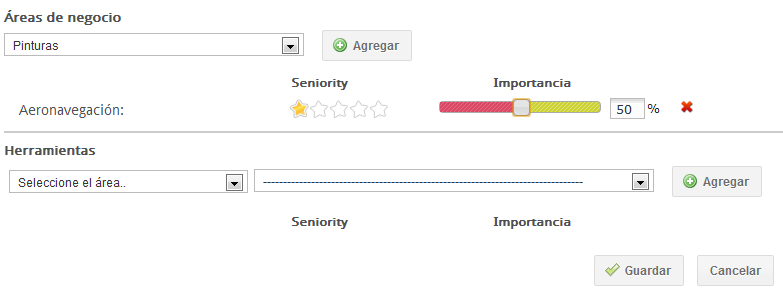 Áreas de negocio
Pinturas Agregar
Seniority Importancia
Aeronavegación: 50 %
Herramientas
Seleccione el área.. -------------------------------------------------------------------------------- Agregar
Seniority Importancia
Guardar Cancelar